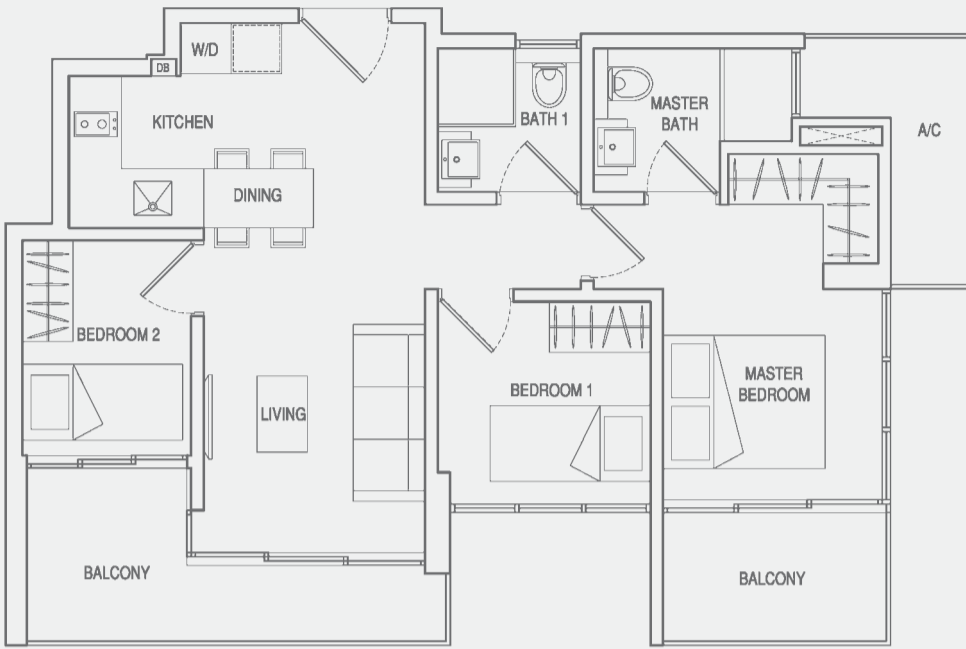 W/D
DB
KITCHEN
BATH 1
MASTER
BATH
A/C
DINING
BEDROOM 2
LIVING
BEDROOM 1
MASTER
BEDROOM
BALCONY
BALCONY